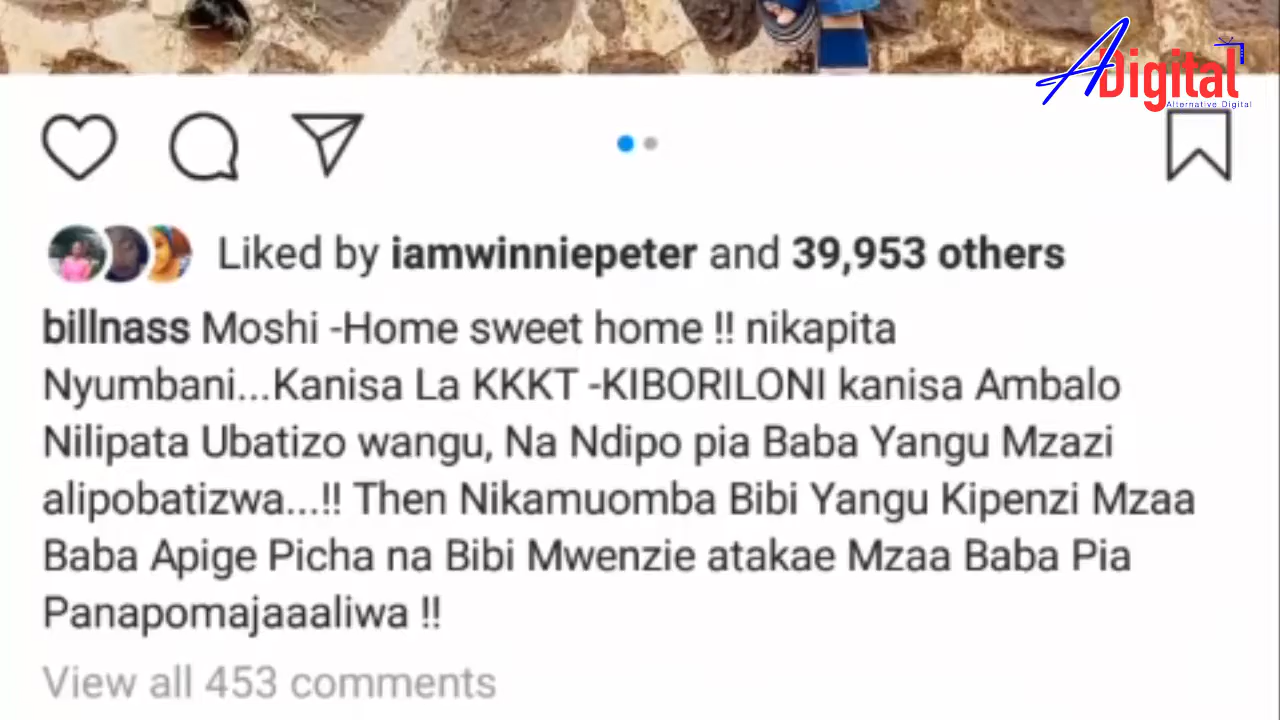 A Digital
Alternative Digital
Liked by iamwinniepeter and 39,953 others
billnass Moshi -Home sweet home !! nikapita
Nyumbani...Kanisa La KKKT -KIBORILONI kanisa Ambalo
Nilipata Ubatizo wangu, Na Ndipo pia Baba Yangu Mzazi
alipobatizwa...!! Then Nikamuomba Bibi Yangu Kipenzi Mzaa
Baba Apige Picha na Bibi Mwenzie atakae Mzaa Baba Pia
Panapomajaaaliwa !!
View all 453 comments